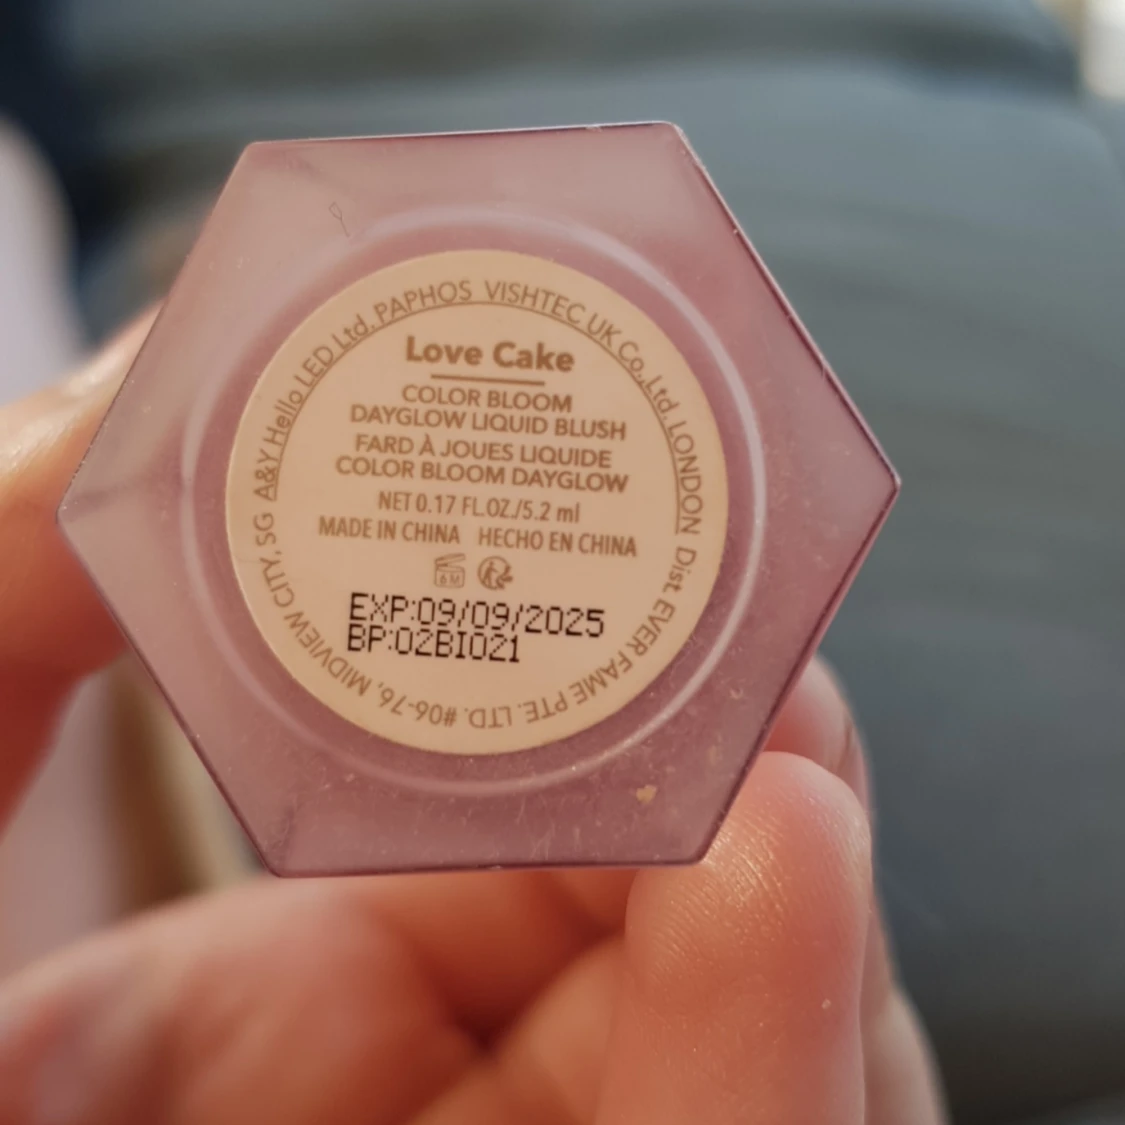 A&Y Hello LED Ltd. PAPHOS VISHTEC UK Co.,Ltd. LONDON Dist. EVER FAME PTE. LTD. #06-76, MIDVIEW CITY, SG
Love Cake
COLOR BLOOM
DAYGLOW LIQUID BLUSH
FARD À JOUES LIQUIDE
COLOR BLOOM DAYGLOW
NET 0.17 FL.OZ./5.2 ml
MADE IN CHINA HECHO EN CHINA
6 M
EXP:09/09/2025
BP:02BI021